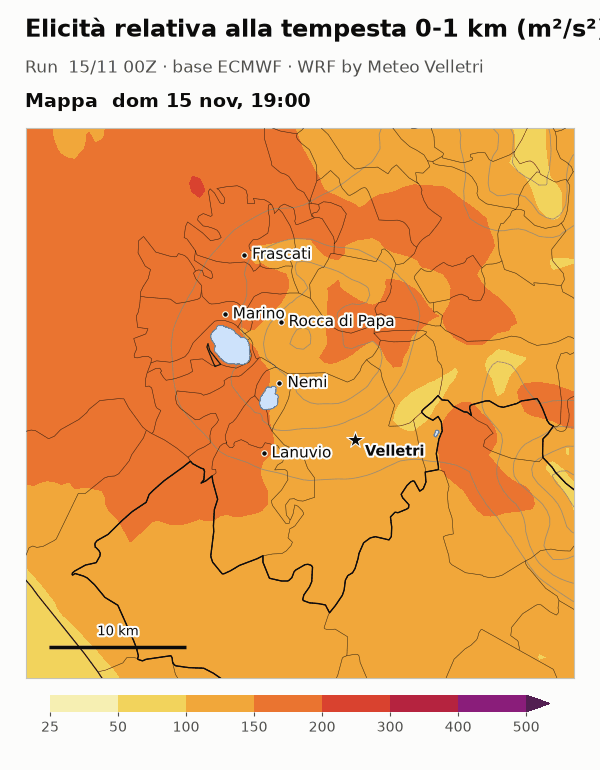 Elicità relativa alla tempesta 0-1 km (m²/s²)
Run 15/11 00Z · base ECMWF · WRF by Meteo Velletri
Mappa dom 15 nov, 19:00
Frascati
Marino
Rocca di Papa
Nemi
Velletri
Lanuvio
10 km
25 50 100 150 200 300 400 500